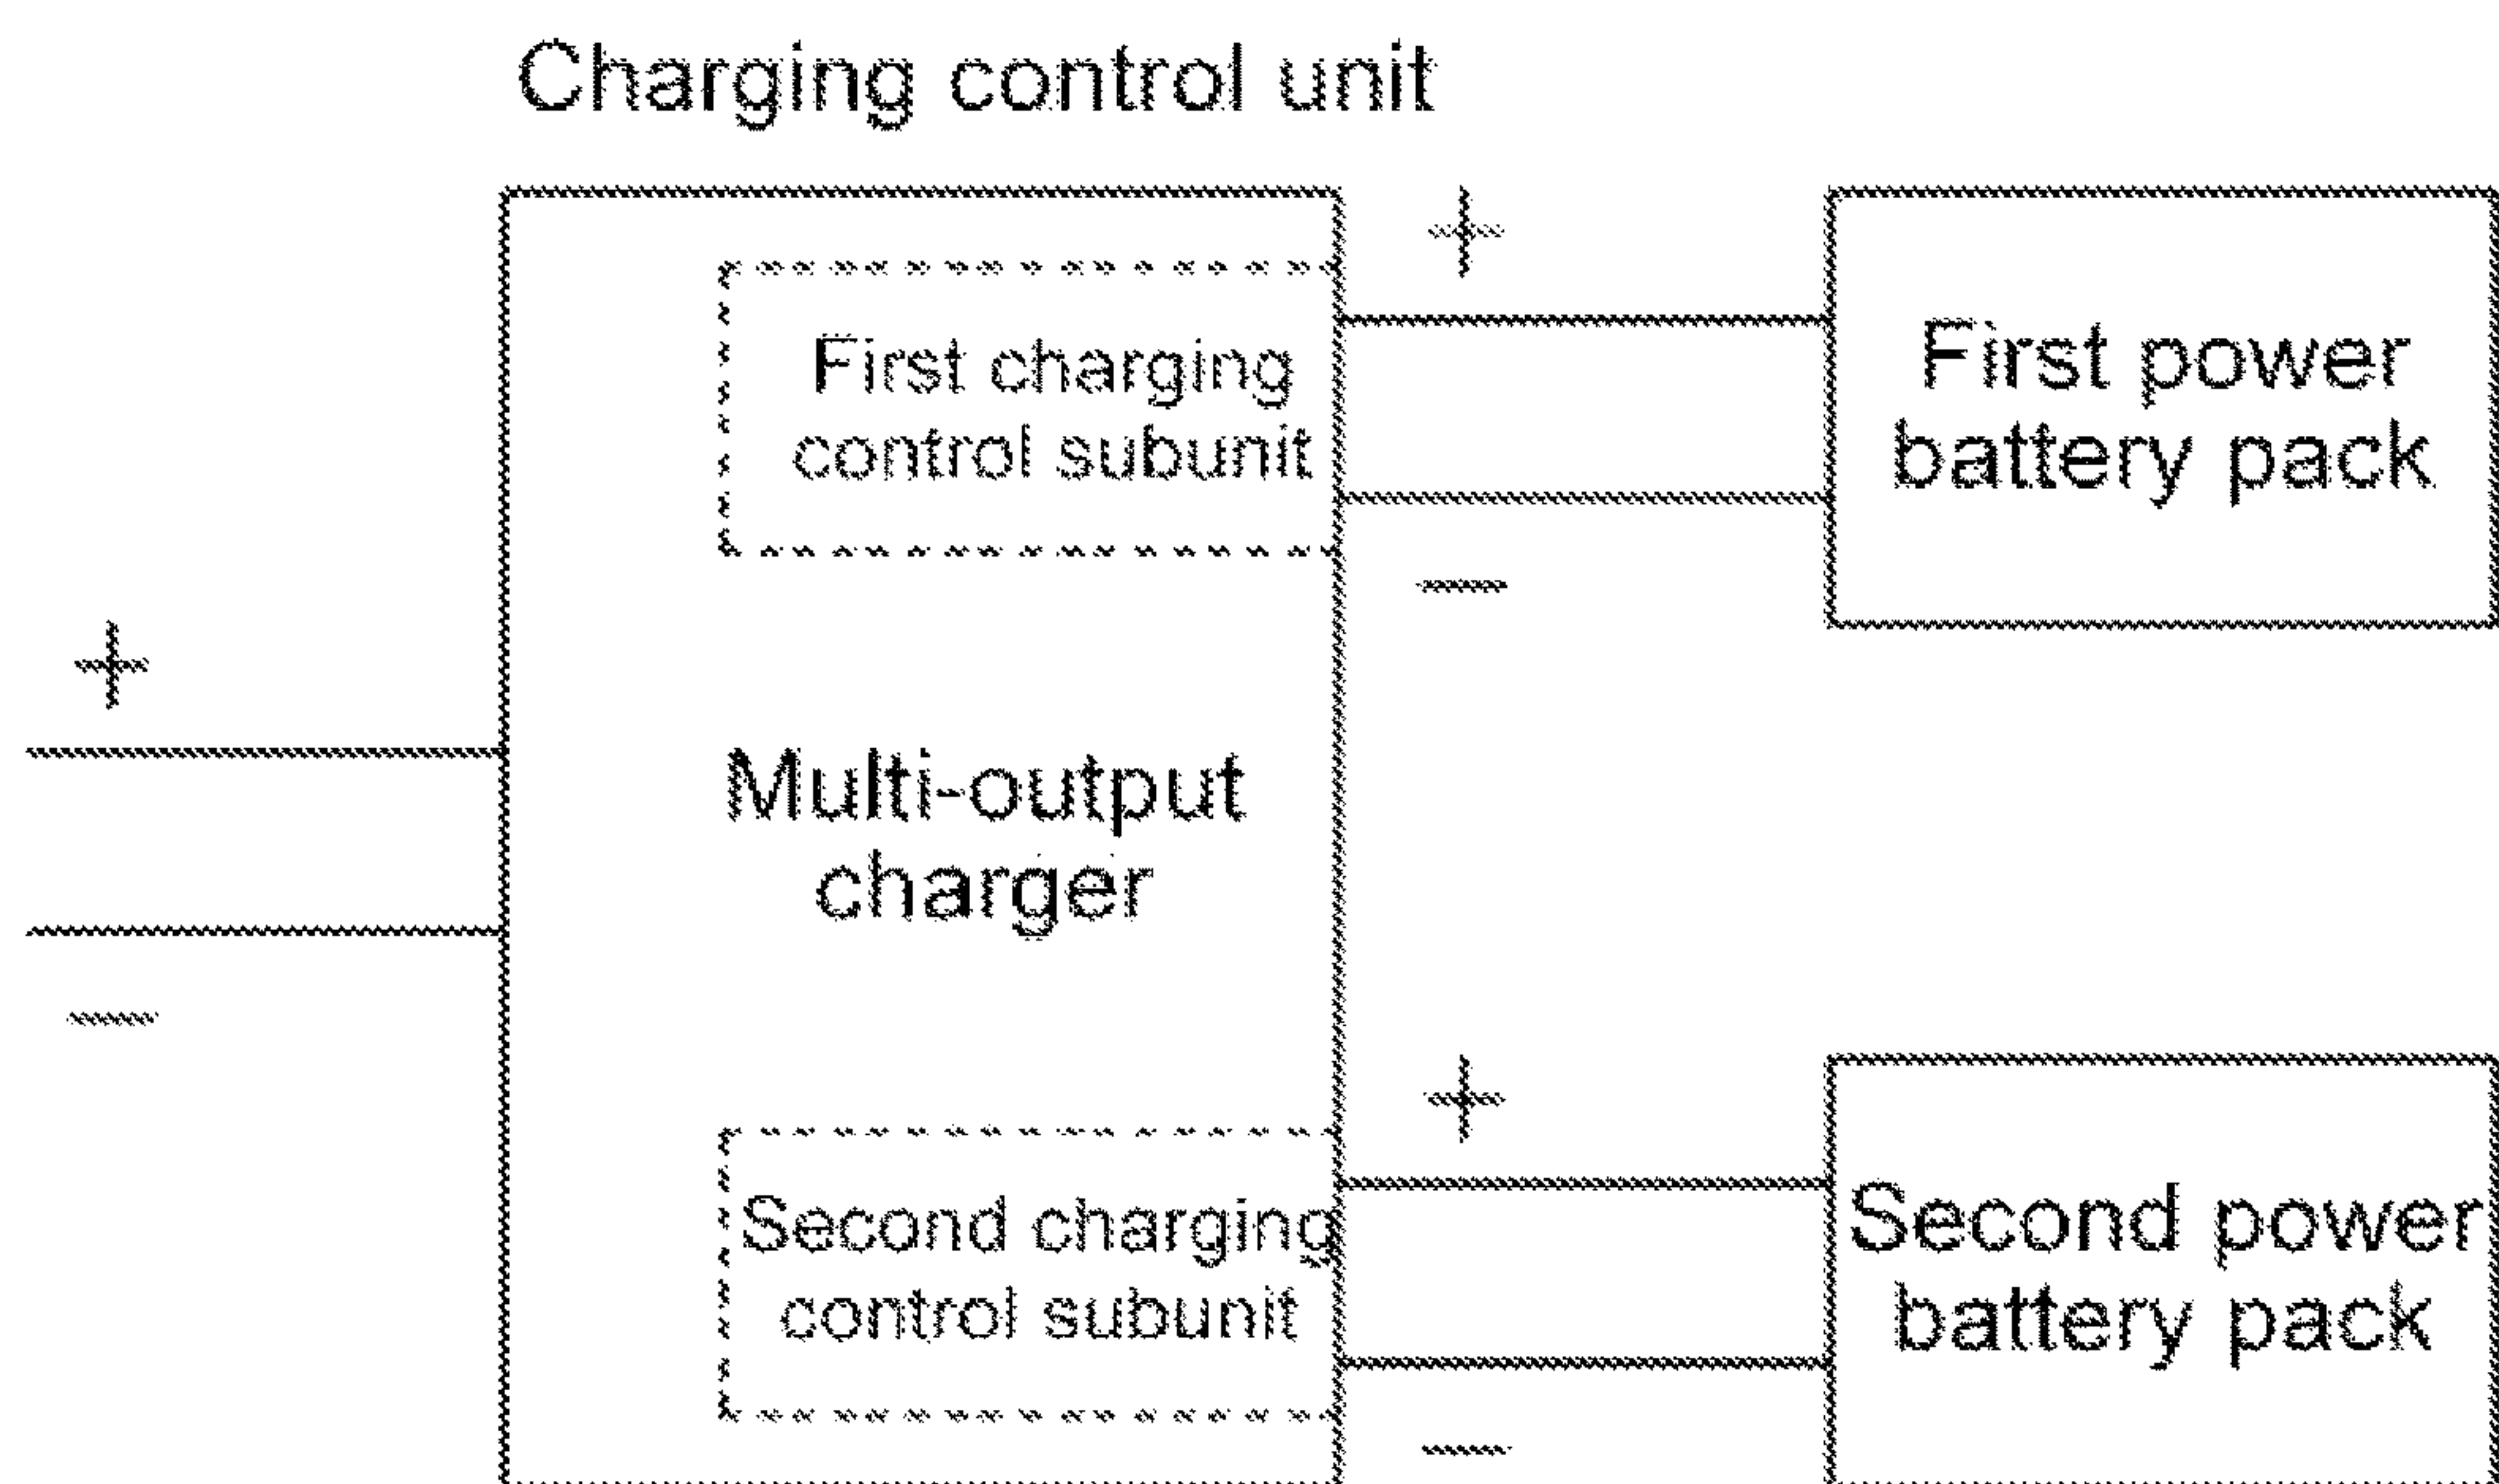 Charging control unit
+
First charging
control subunit
First power
battery pack
—
+
Multi-output
charger
—
+
Second charging
control subunit
Second power
battery pack
—